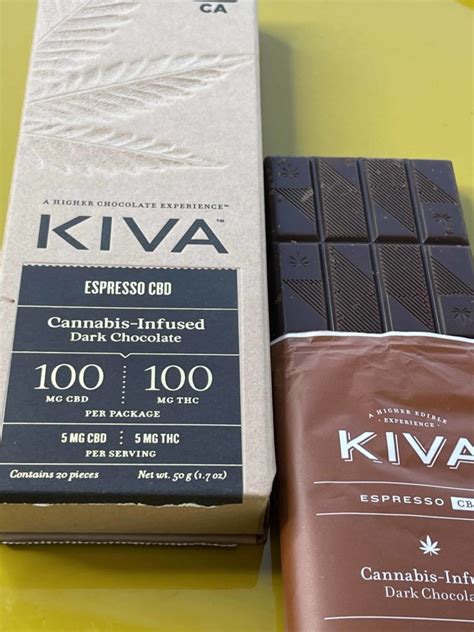 CA
A HIGHER CHOCOLATE EXPERIENCE™
KIVA™
ESPRESSO CBD
Cannabis-Infused
Dark Chocolate
100 100
MG CBD MG THC
PER PACKAGE
5 MG CBD : 5 MG THC
PER SERVING
Contains 20 pieces Net wt. 50 g (1.7 oz)
A HIGHER EDIBLE
· EXPERIENCE ·
KIVA
ESPRESSO CB
Cannabis-Infu
Dark Chocola